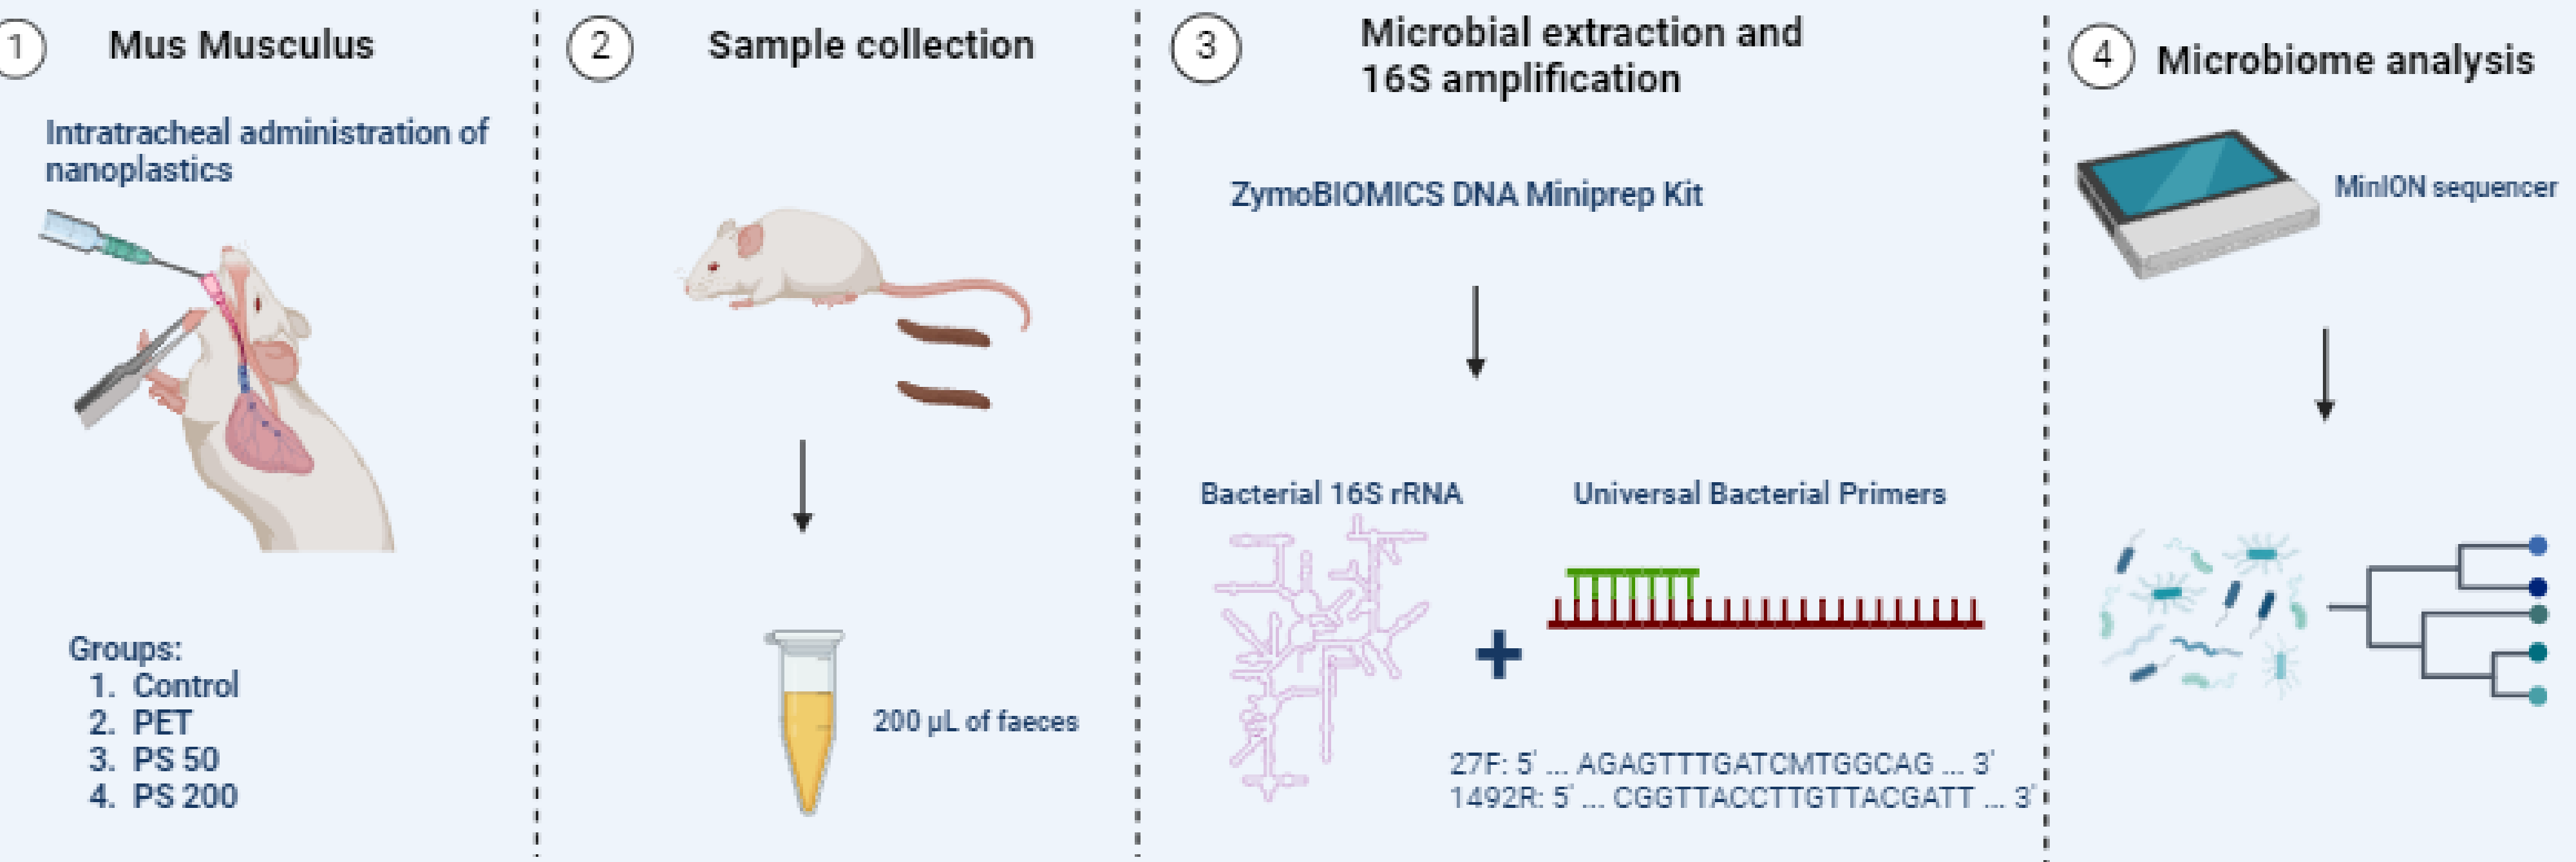 1
Mus Musculus
Intratracheal administration of
nanoplastics
Groups:
1. Control
2. PET
3. PS 50
4. PS 200
2
Sample collection
200 µL of faeces
3
Microbial extraction and
16S amplification
ZymoBIOMICS DNA Miniprep Kit
Bacterial 16S rRNA
Universal Bacterial Primers
+
27F: 5' ... AGAGTTTGATCMTGGCAG ... 3'
1492R: 5' ... CGGTTACCTTGTTACGATT ... 3'
4
Microbiome analysis
MinION sequencer